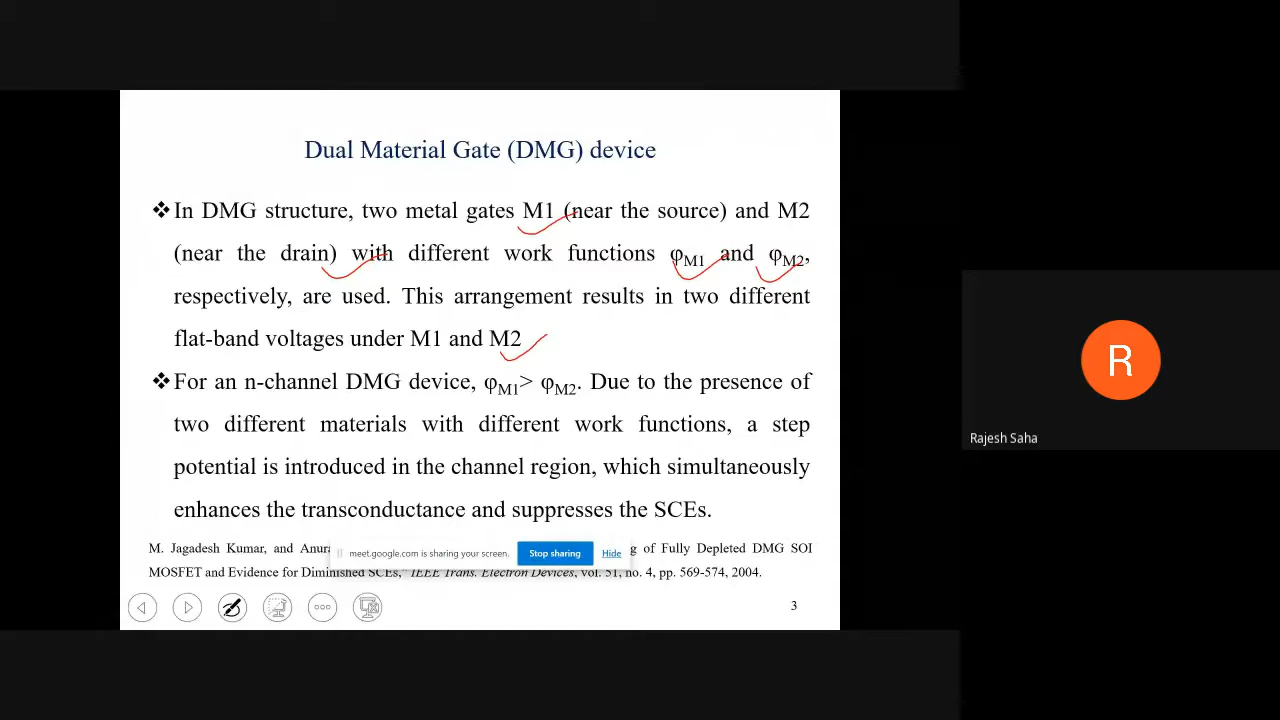 Dual Material Gate (DMG) device
❖In DMG structure, two metal gates M1 (near the source) and M2
(near the drain) with different work functions φM1 and φM2,
respectively, are used. This arrangement results in two different
flat-band voltages under M1 and M2
❖For an n-channel DMG device, φM1> φM2. Due to the presence of
two different materials with different work functions, a step
potential is introduced in the channel region, which simultaneously
enhances the transconductance and suppresses the SCEs.
M. Jagadesh Kumar, and
g of Fully Depleted DMG SOI
meet.google.com is sharing your screen. Stop sharing Hide
MOSFET and Evidence for Diminished SCEs," IEEE Trans. Electron Devices, vol. 51, no. 4, pp. 569-574, 2004.
3
R
Rajesh Saha